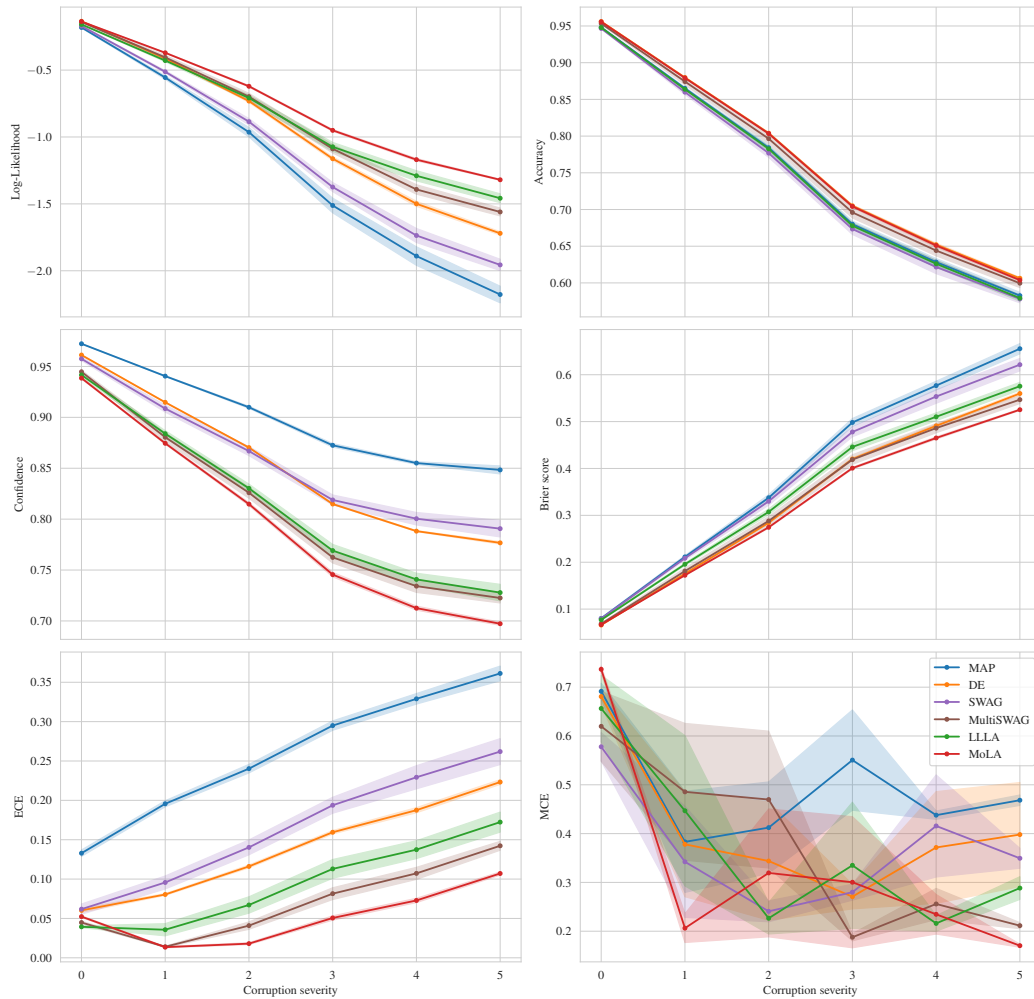 −0.5
−1.0
−1.5
−2.0
Log-Likelihood
0.95
0.90
0.85
0.80
0.75
0.70
0.65
0.60
Accuracy
0.95
0.90
0.85
0.80
0.75
0.70
Confidence
0.6
0.5
0.4
0.3
0.2
0.1
Brier score
0.35
0.30
0.25
0.20
0.15
0.10
0.05
0.00
ECE
0 1 2 3 4 5
Corruption severity
0.7
0.6
0.5
0.4
0.3
0.2
MCE
MAP
DE
SWAG
MultiSWAG
LLLA
MoLA
0 1 2 3 4 5
Corruption severity